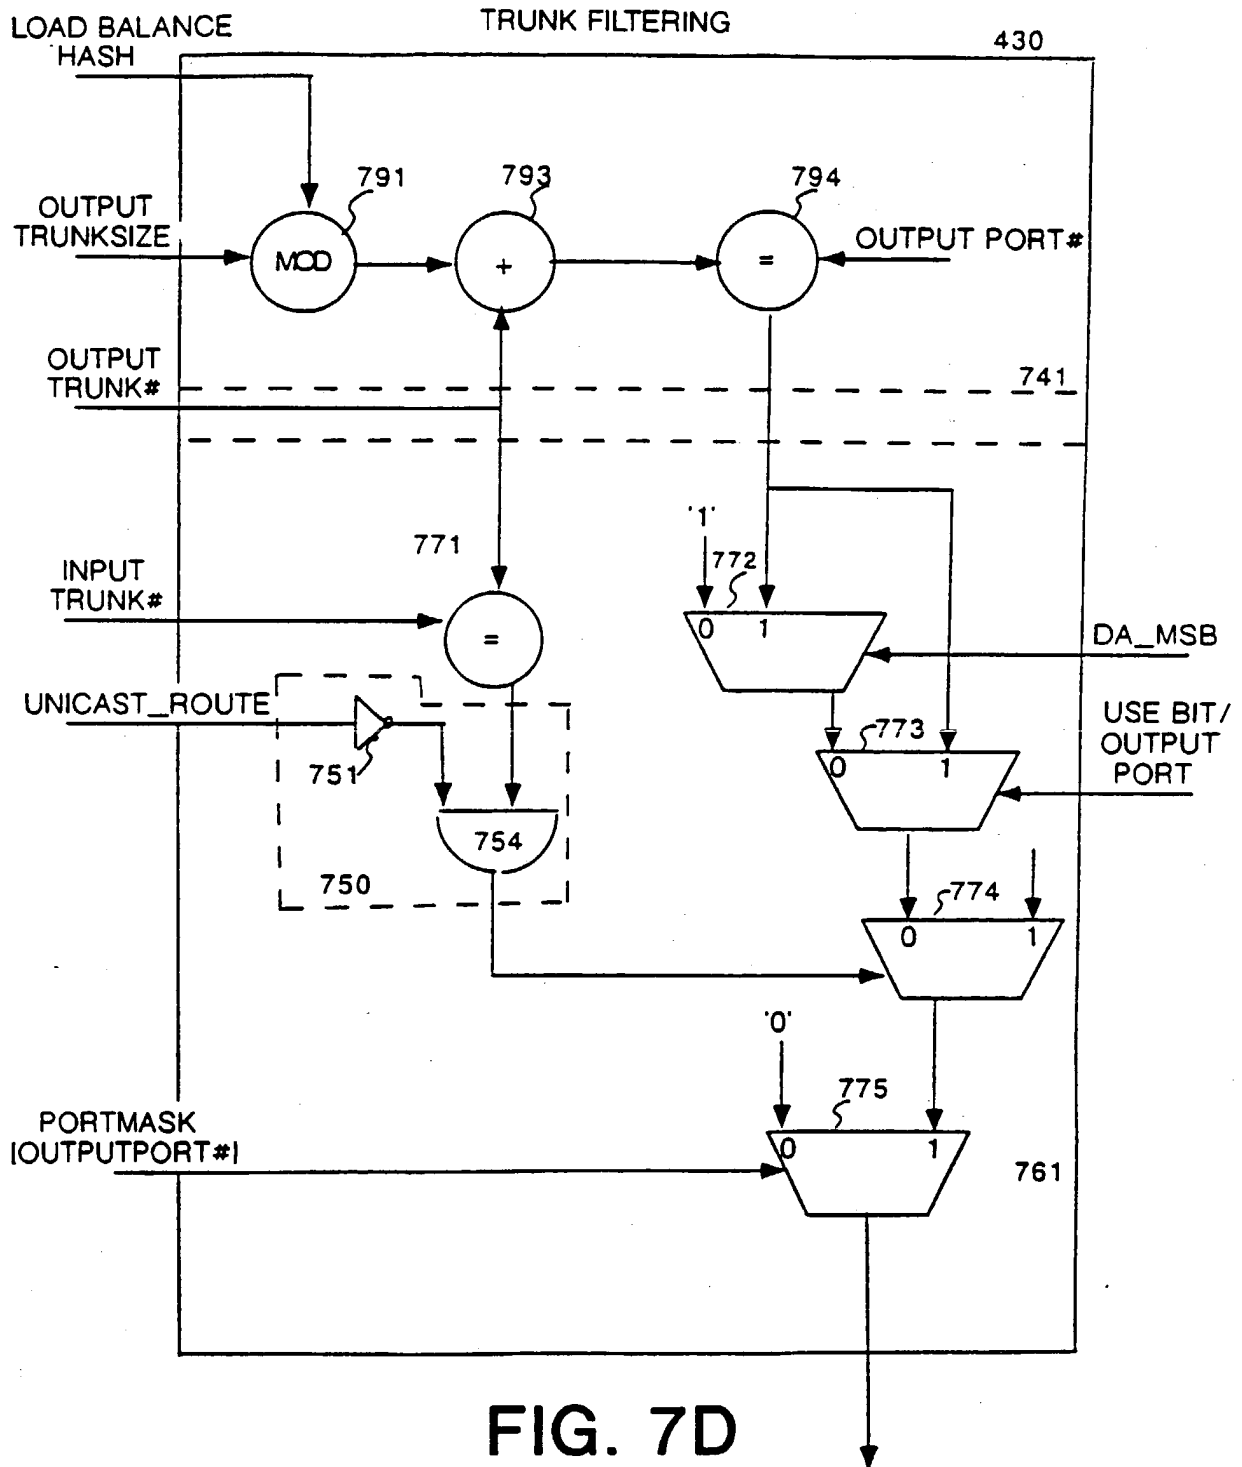 TRUNK FILTERING
430
LOAD BALANCE
HASH
791
793
794
OUTPUT
TRUNKSIZE
MOD
+
=
OUTPUT PORT#
OUTPUT
TRUNK#
741
'1'
771
772
INPUT
TRUNK#
=
0 1
DA_MSB
UNICAST_ROUTE
751
773
0 1
USE BIT/
OUTPUT
PORT
754
750
774
0 1
'0'
775
PORTMASK
[OUTPUTPORT#]
0 1
761
FIG. 7D